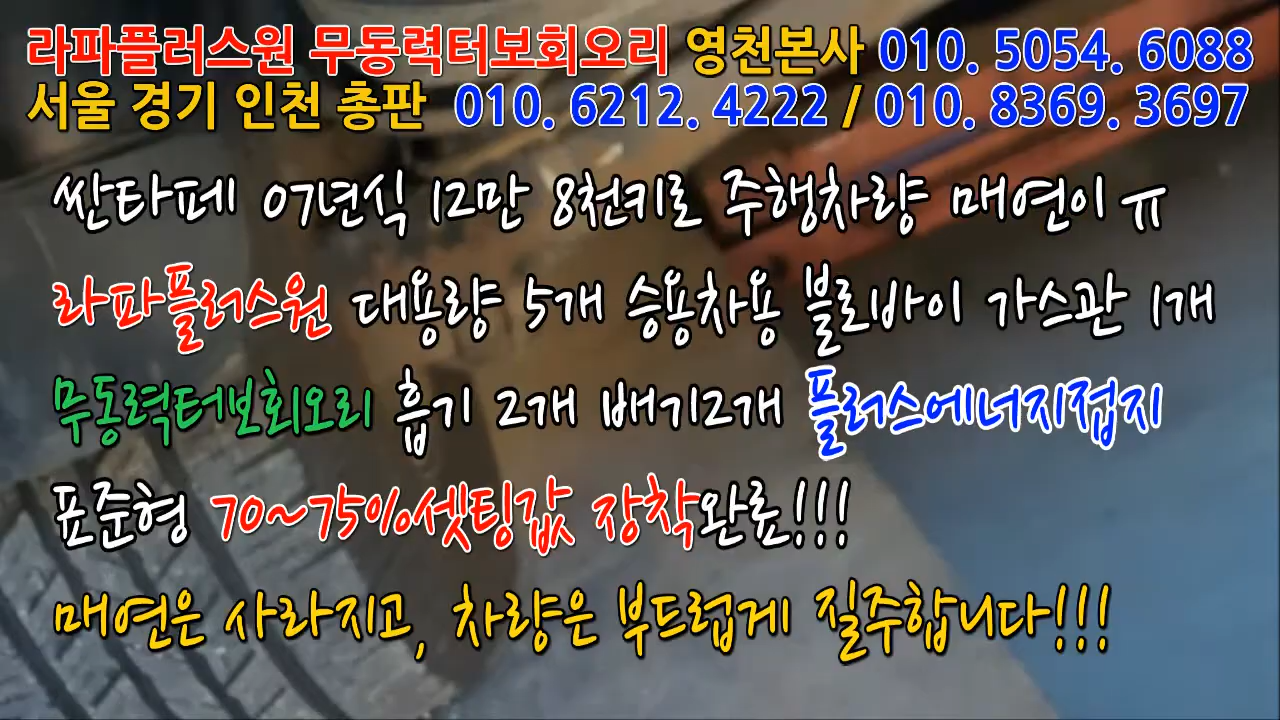 라파플러스원 무동력터보회오리 영천본사 010. 5054. 6088
서울 경기 인천 총판 010. 6212. 4222 / 010. 8369. 3697
싼타페 07년식 12만 8천키로 주행차량 매연이 ㅠ
라파플러스원 대용량 5개 승용차용 블로바이 가스관 1개
무동력터보회오리 흡기 2개 배기2개 플러스에너지접지
표준형 70~75%셋팅값 장착완료!!!
매연은 사라지고, 차량은 부드럽게 질주합니다!!!